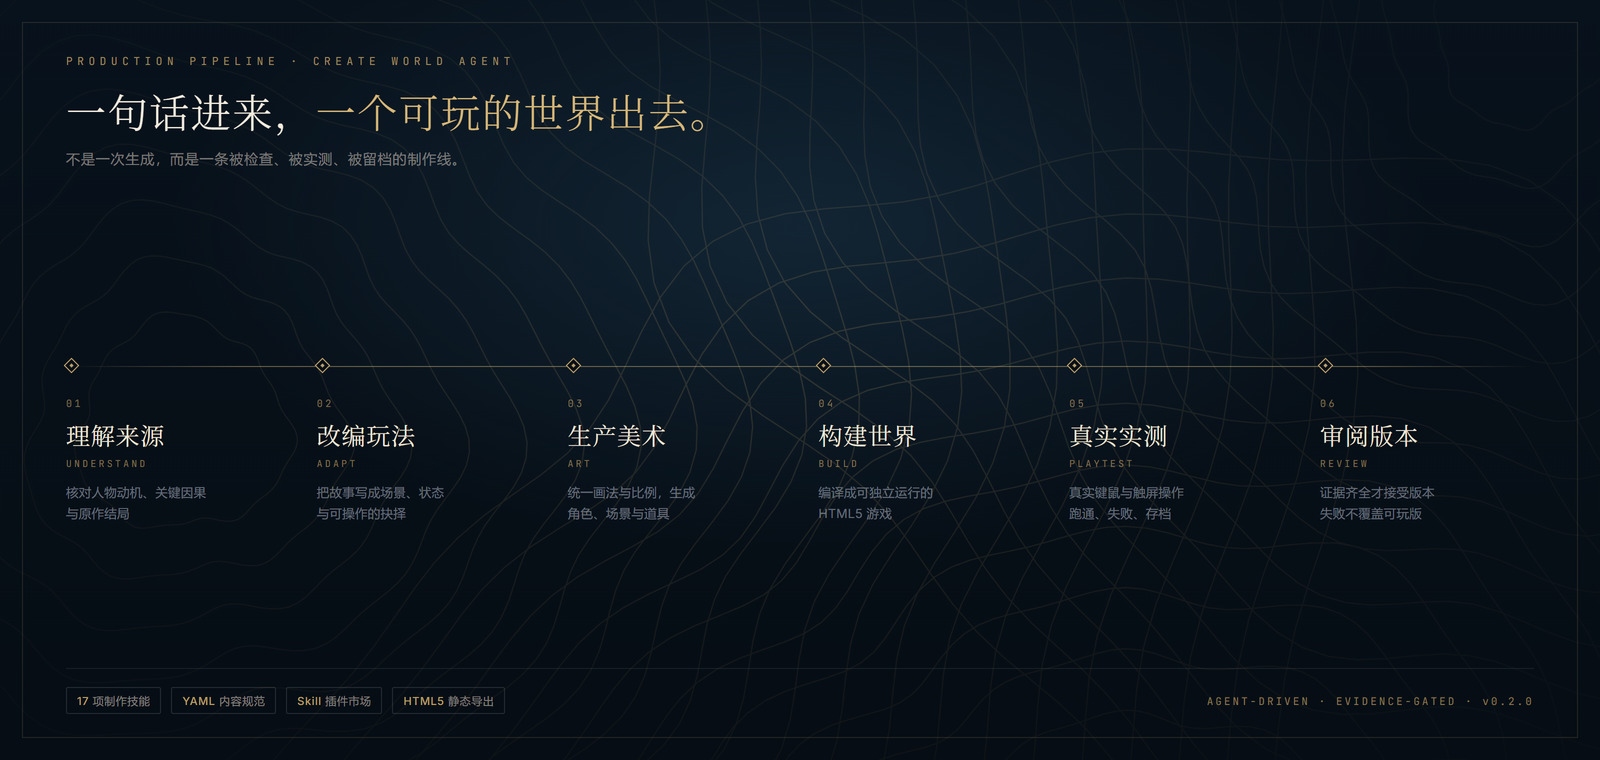 PRODUCTION PIPELINE · CREATE WORLD AGENT
一句话进来，一个可玩的世界出去。
不是一次生成，而是一条被检查、被实测、被留档的制作线。
01
理解来源
UNDERSTAND
核对人物动机、关键因果
与原作结局
02
改编玩法
ADAPT
把故事写成场景、状态
与可操作的抉择
03
生产美术
ART
统一画法与比例，生成
角色、场景与道具
04
构建世界
BUILD
编译成可独立运行的
HTML5 游戏
05
真实实测
PLAYTEST
真实键鼠与触屏操作
跑通、失败、存档
06
审阅版本
REVIEW
证据齐全才接受版本
失败不覆盖可玩版
17 项制作技能
YAML 内容规范
Skill 插件市场
HTML5 静态导出
AGENT-DRIVEN · EVIDENCE-GATED · v0.2.0